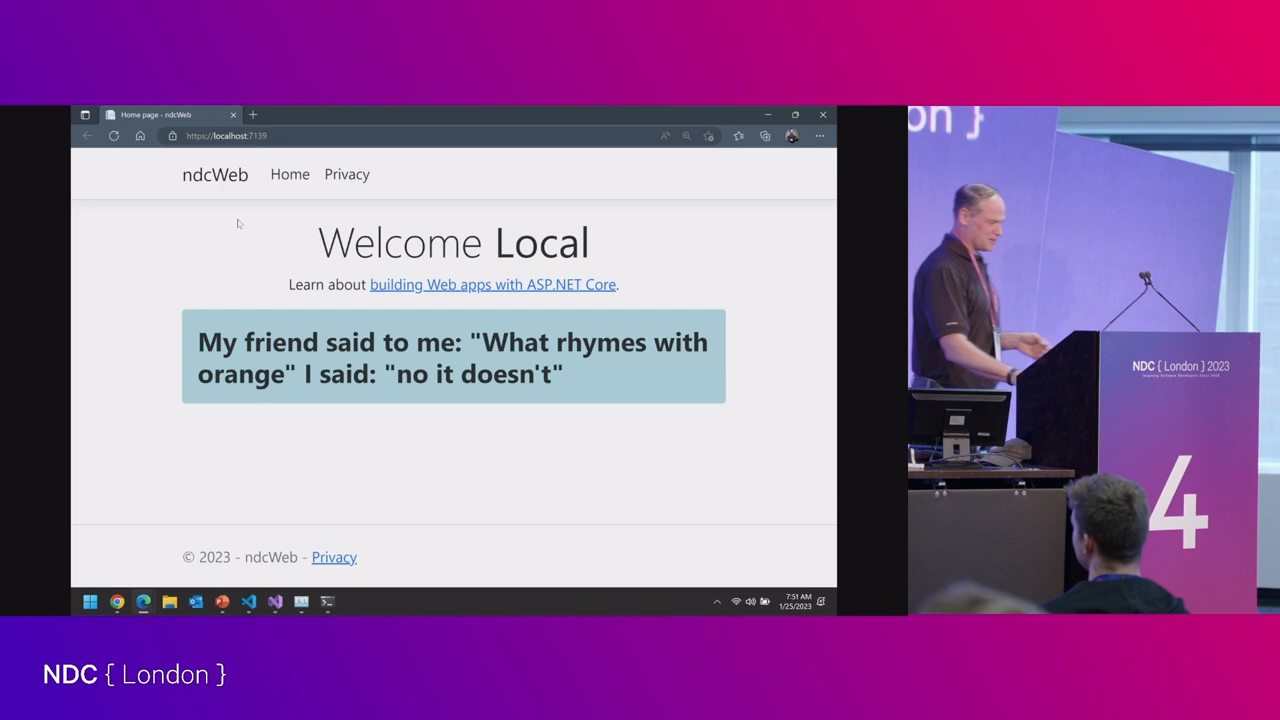 Home page - ndcWeb
https://localhost:7139
ndcWeb Home Privacy
Welcome Local
Learn about building Web apps with ASP.NET Core.
My friend said to me: "What rhymes with
orange" I said: "no it doesn't"
© 2023 - ndcWeb - Privacy
7:51 AM
1/25/2023
on }
NDC { London } 2023
4
NDC { London }